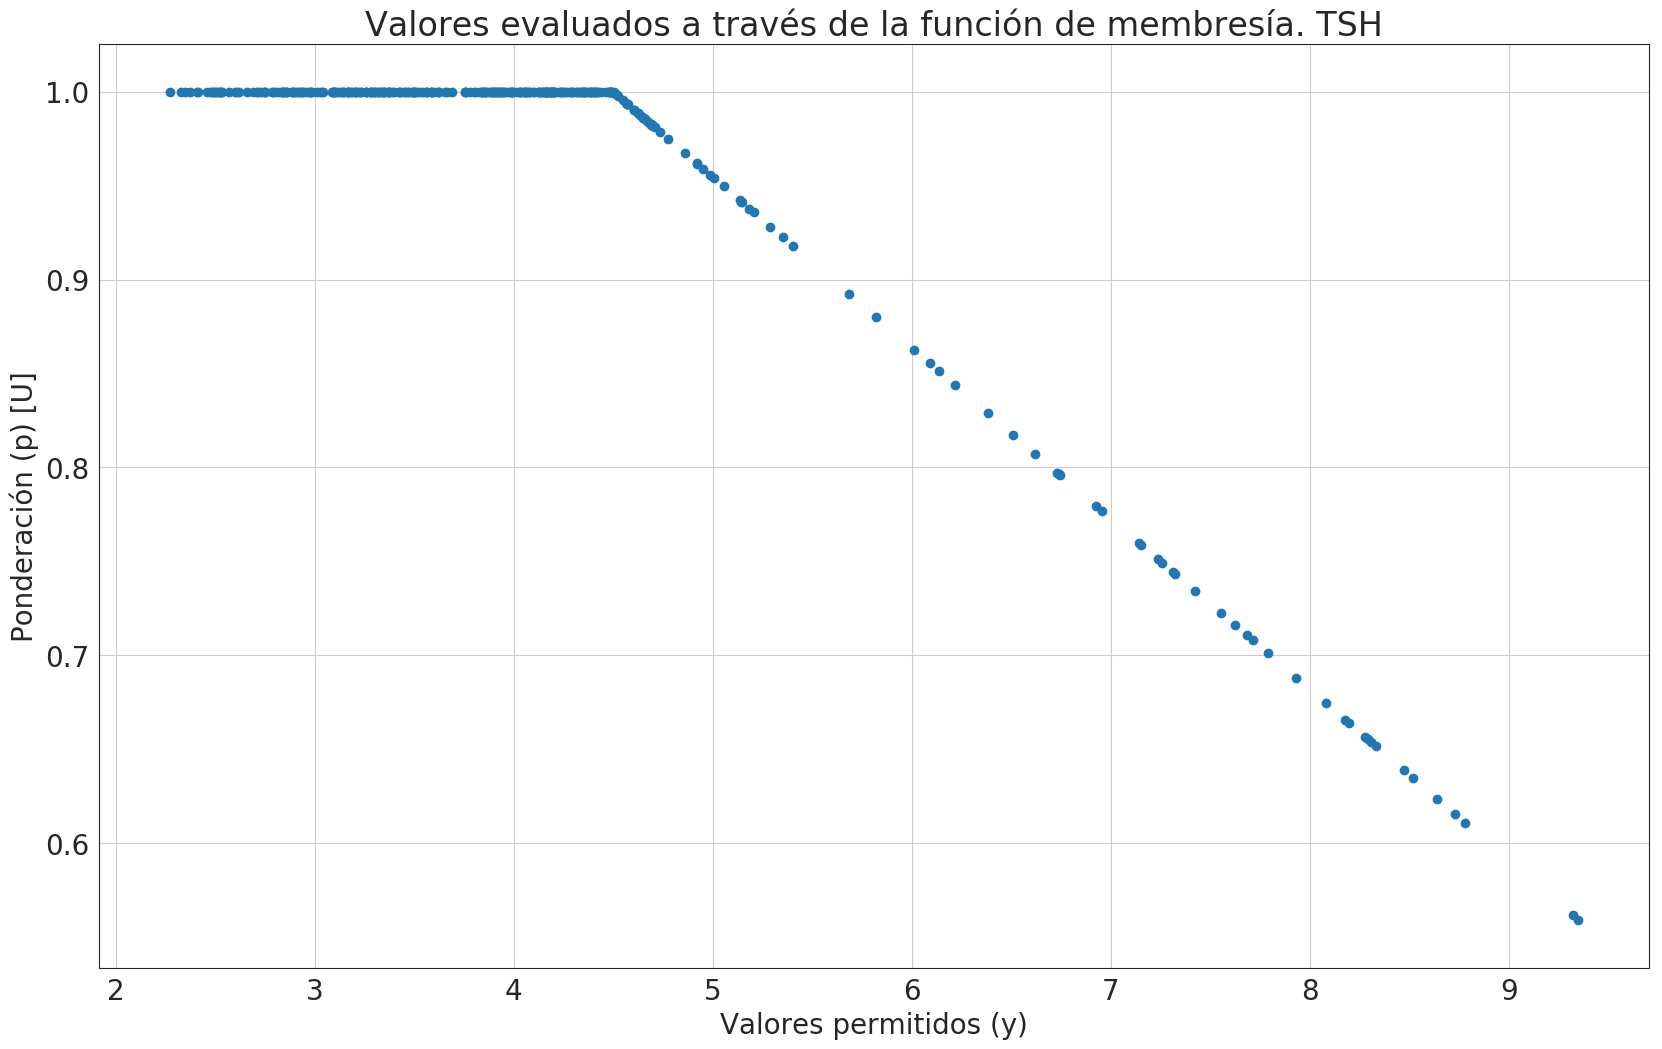 Valores evaluados a través de la función de membresía. TSH
1.0
0.9
0.8
0.7
0.6
Ponderación (p) [U]
2 3 4 5 6 7 8 9
Valores permitidos (y)